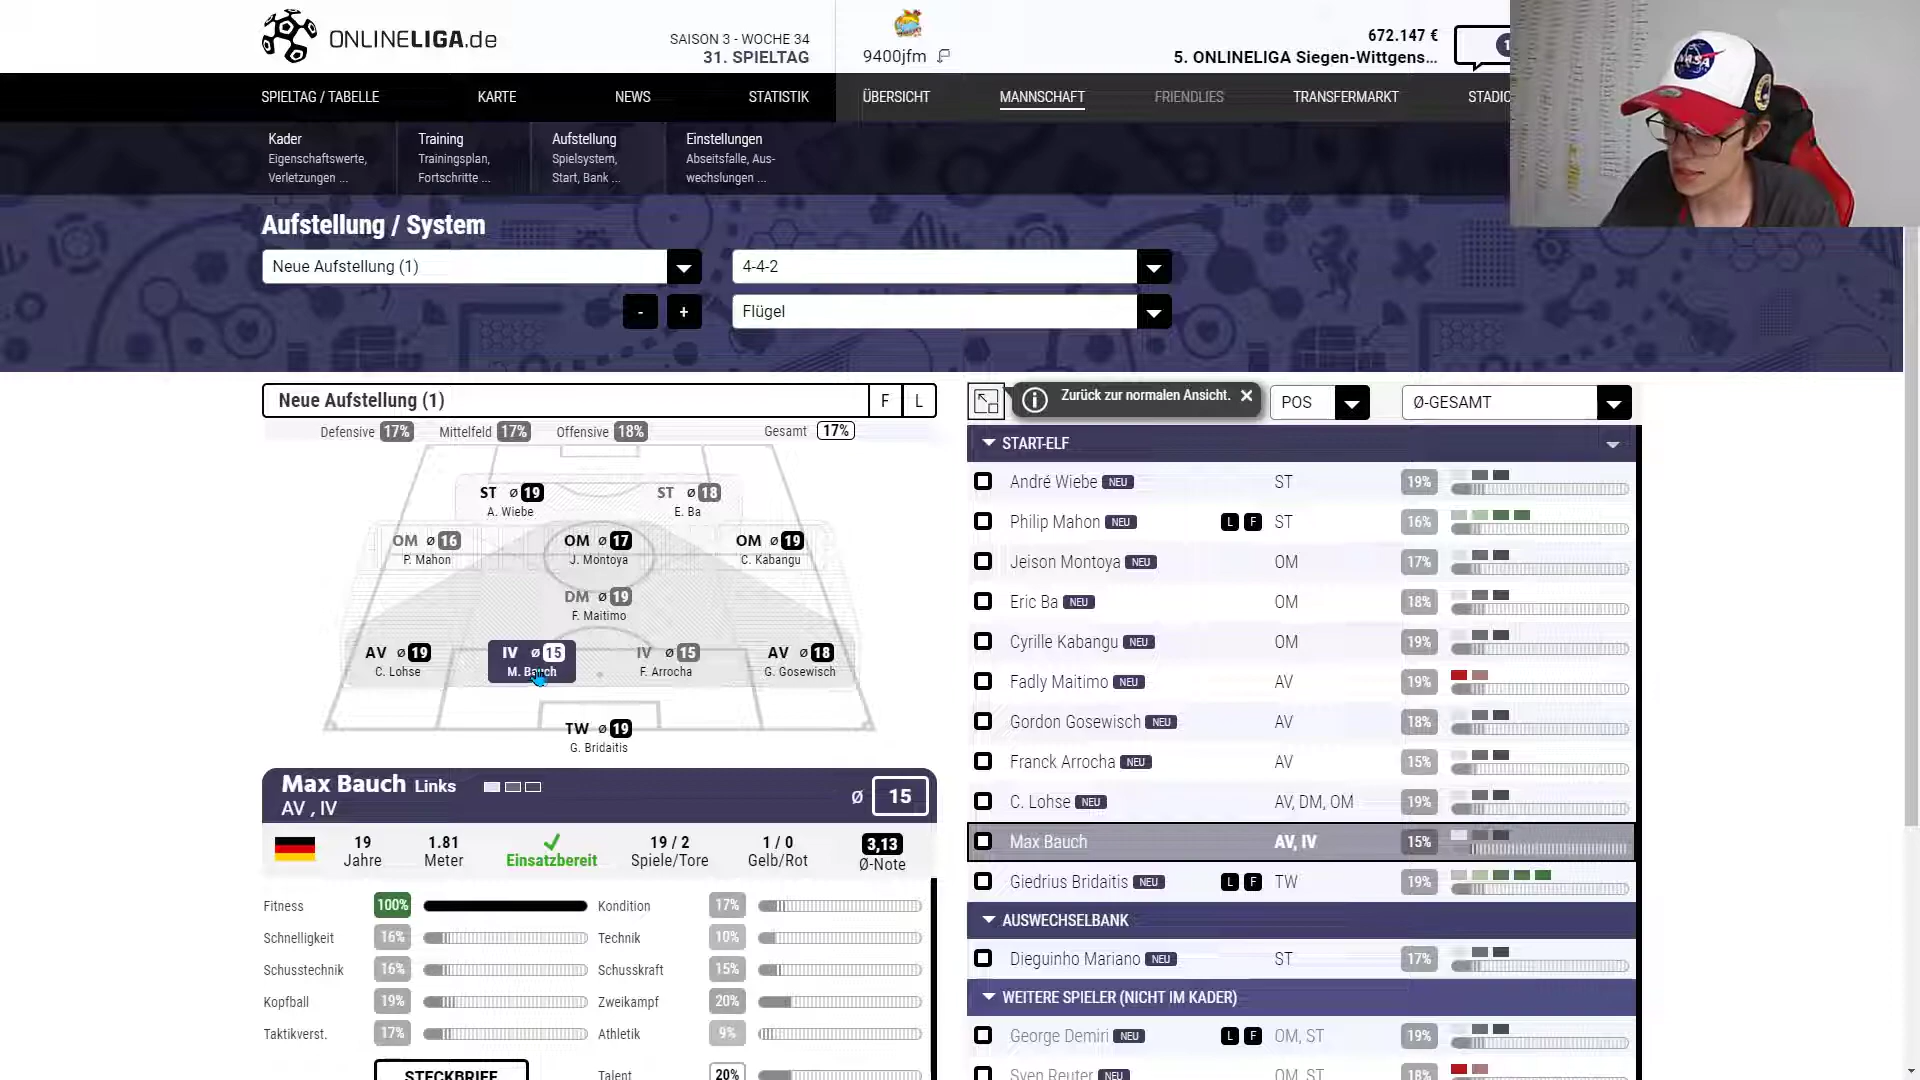 ONLINELIGA.de
SAISON 3 - WOCHE 34
31. SPIELTAG
9400jfm
672.147 €
5. ONLINELIGA Siegen-Wittgens...
1
NASA
SPIELTAG / TABELLE
KARTE
NEWS
STATISTIK
ÜBERSICHT
MANNSCHAFT
FRIENDLIES
TRANSFERMARKT
STADIO
Kader
Eigenschaftswerte,
Verletzungen ...
Training
Trainingsplan,
Fortschritte ...
Aufstellung
Spielsystem,
Start, Bank ...
Einstellungen
Abseitsfalle, Aus-
wechslungen ...
Aufstellung / System
Neue Aufstellung (1)
4-4-2
- +
Flügel
Neue Aufstellung (1) F L
Defensive 17% Mittelfeld 17% Offensive 18% Gesamt 17%
ST ø 19
A. Wiebe
ST ø 18
E. Ba
OM ø 16
P. Mahon
OM ø 17
J. Montoya
OM ø 19
C. Kabangu
DM ø 19
F. Maitimo
AV ø 19
C. Lohse
IV ø 15
M. Bauch
IV ø 15
F. Arrocha
AV ø 18
G. Gosewisch
TW ø 19
G. Bridaitis
Max Bauch Links
AV , IV
ø 15
19
Jahre
1.81
Meter
Einsatzbereit
19 / 2
Spiele/Tore
1 / 0
Gelb/Rot
3,13
Ø-Note
Fitness 100% Kondition 17%
Schnelligkeit 16% Technik 10%
Schusstechnik 16% Schusskraft 15%
Kopfball 19% Zweikampf 20%
Taktikverst. 17% Athletik 9%
STECKBRIEF
Talent 20%
Zurück zur normalen Ansicht. ×
POS
Ø-GESAMT
START-ELF
André Wiebe NEU ST 19%
Philip Mahon NEU L F ST 16%
Jeison Montoya NEU OM 17%
Eric Ba NEU OM 18%
Cyrille Kabangu NEU OM 19%
Fadly Maitimo NEU AV 19%
Gordon Gosewisch NEU AV 18%
Franck Arrocha NEU AV 15%
C. Lohse NEU AV, DM, OM 19%
Max Bauch AV, IV 15%
Giedrius Bridaitis NEU L F TW 19%
AUSWECHSELBANK
Dieguinho Mariano NEU ST 17%
WEITERE SPIELER (NICHT IM KADER)
George Demiri NEU L F OM, ST 19%
Sven Reuter NEU OM, ST 18%